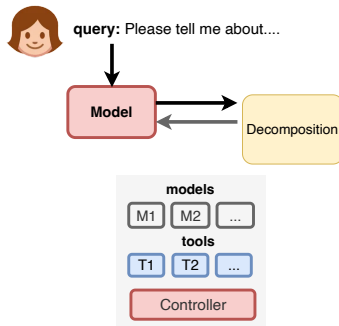 query: Please tell me about....
Model
Decomposition
models
M1 M2 ...
tools
T1 T2 ...
Controller